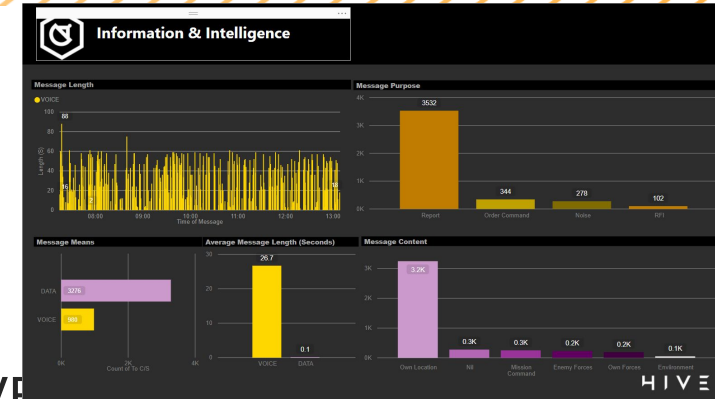 Information & Intelligence
Message Length
VOICE
100
88
80
60
40
20
0
16
2
18
Length (S)
08:00 09:00 10:00 11:00 12:00 13:00
Time of Message
Message Purpose
4K
3K
2K
1K
0K
3532
344
278
102
Report Order Command Noise RFI
Message Means
DATA 3276
VOICE 988
0K 2K 4K
Count of To C/S
Average Message Length (Seconds)
30
20
10
0
26.7
0.1
VOICE DATA
Message Content
3K
2K
1K
0K
3.2K
0.3K
0.3K
0.2K
0.2K
0.1K
Own Location Nil Mission Command Enemy Forces Own Forces Environment
HIVE